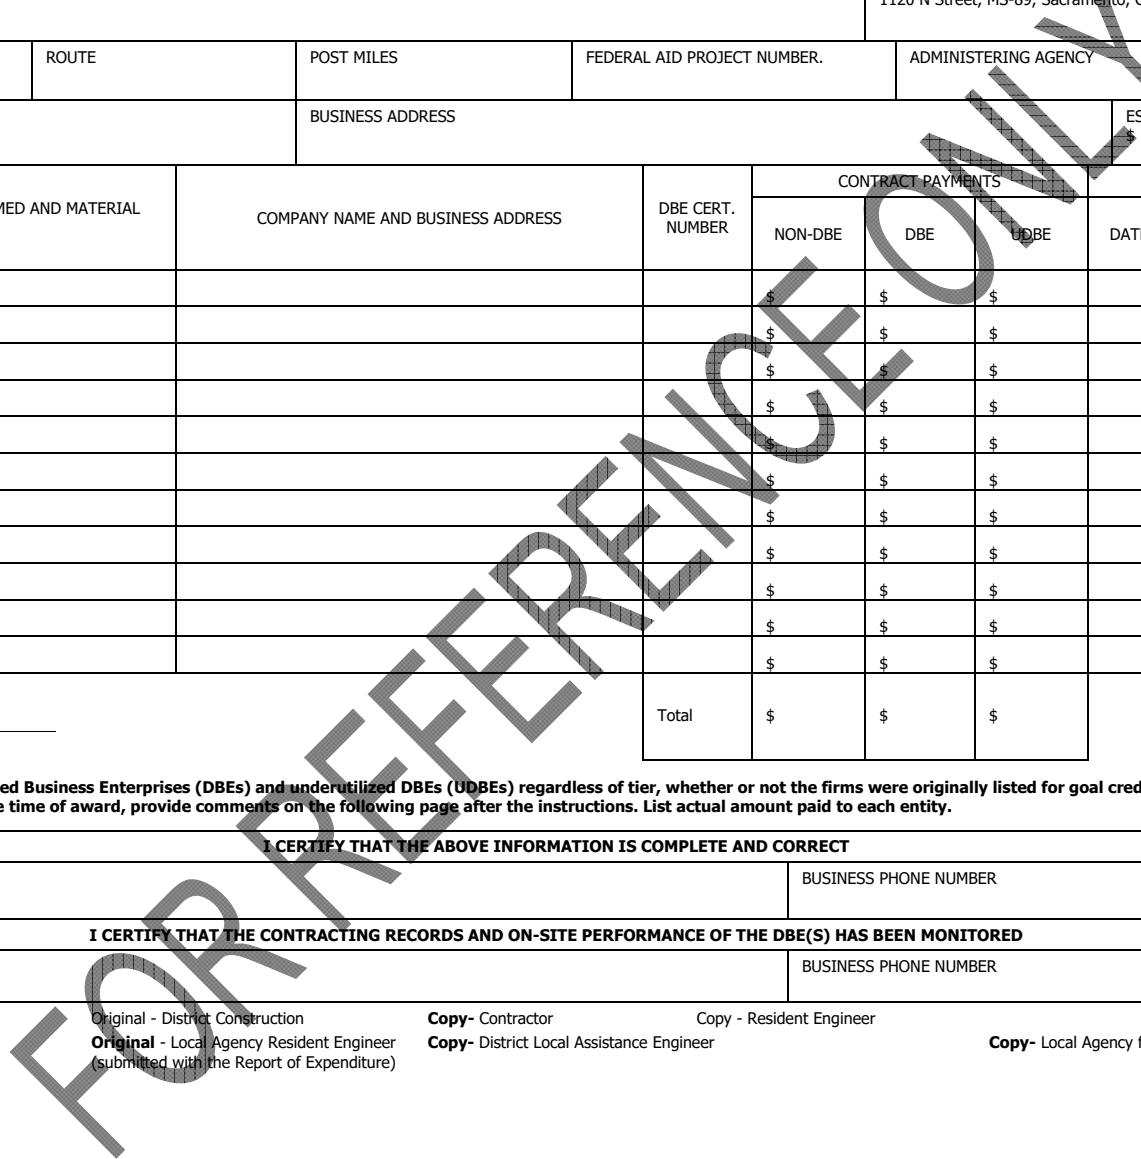 1120 N Street, MS-89, Sacramento,
ROUTE POST MILES FEDERAL AID PROJECT NUMBER. ADMINISTERING AGENCY
BUSINESS ADDRESS
$
CONTRACT PAYMENTS
MED AND MATERIAL COMPANY NAME AND BUSINESS ADDRESS DBE CERT.
NUMBER
NON-DBE DBE UDBE
$ $ $
$ $ $
$ $ $
$ $ $
$ $ $
$ $ $
$ $ $
$ $ $
$ $ $
$ $ $
$ $ $
Total $ $ $
ed Business Enterprises (DBEs) and underutilized DBEs (UDBEs) regardless of tier, whether or not the firms were originally listed for goal cred
e time of award, provide comments on the following page after the instructions. List actual amount paid to each entity.
I CERTIFY THAT THE ABOVE INFORMATION IS COMPLETE AND CORRECT
BUSINESS PHONE NUMBER
I CERTIFY THAT THE CONTRACTING RECORDS AND ON-SITE PERFORMANCE OF THE DBE(S) HAS BEEN MONITORED
BUSINESS PHONE NUMBER
Original - District Construction Copy- Contractor Copy - Resident Engineer
Original - Local Agency Resident Engineer Copy- District Local Assistance Engineer Copy- Local Agency f
(submitted with the Report of Expenditure)
FOR REFERENCE ONLY